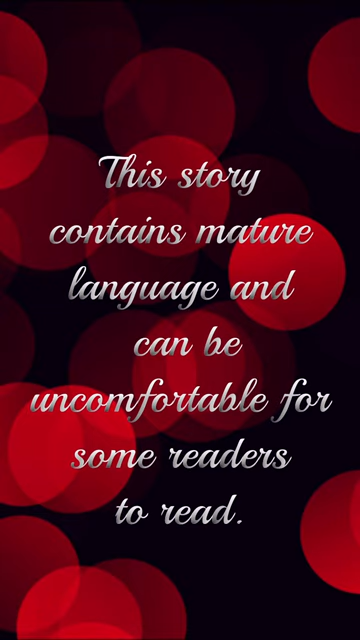 This story
contains mature
language and
can be
uncomfortable for
some readers
to read.